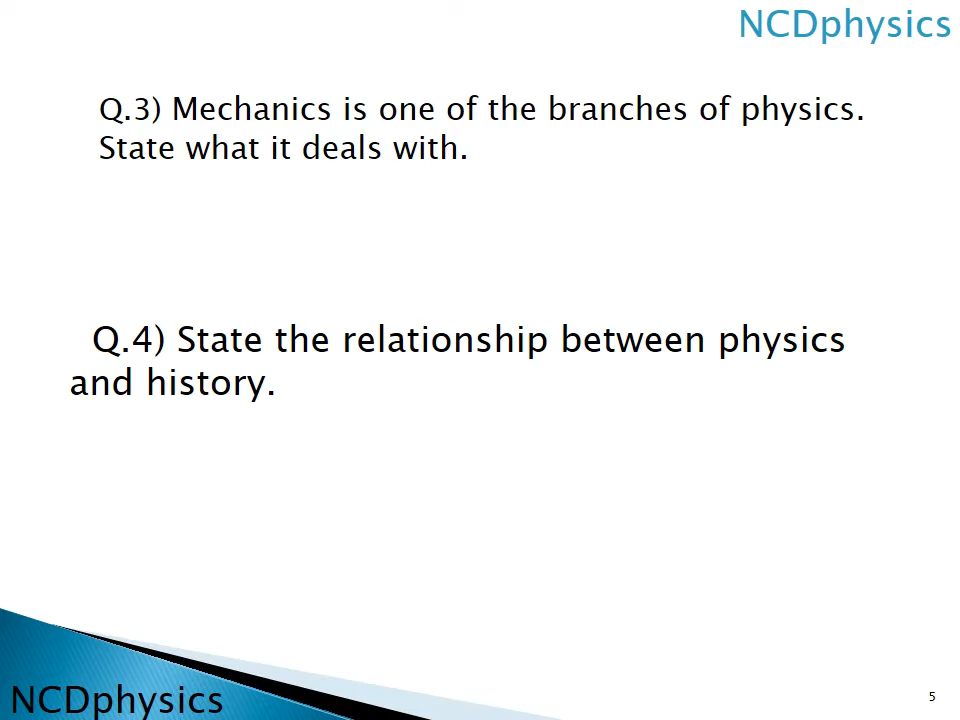 NCDphysics
Q.3) Mechanics is one of the branches of physics.
State what it deals with.
Q.4) State the relationship between physics
and history.
NCDphysics
5